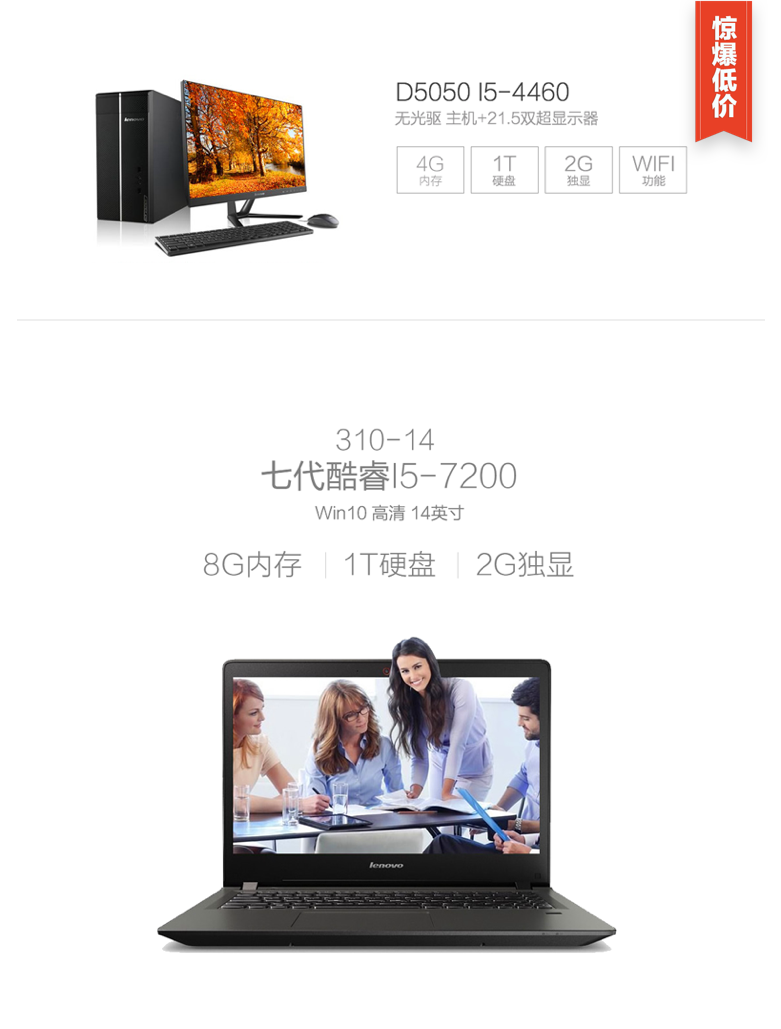 惊爆低价
D5050 I5-4460
无光驱 主机+21.5双超显示器
4G 1T 2G WIFI
内存 硬盘 独显 功能
lenovo
310-14
七代酷睿I5-7200
Win10 高清 14英寸
8G内存 1T硬盘 2G独显
lenovo